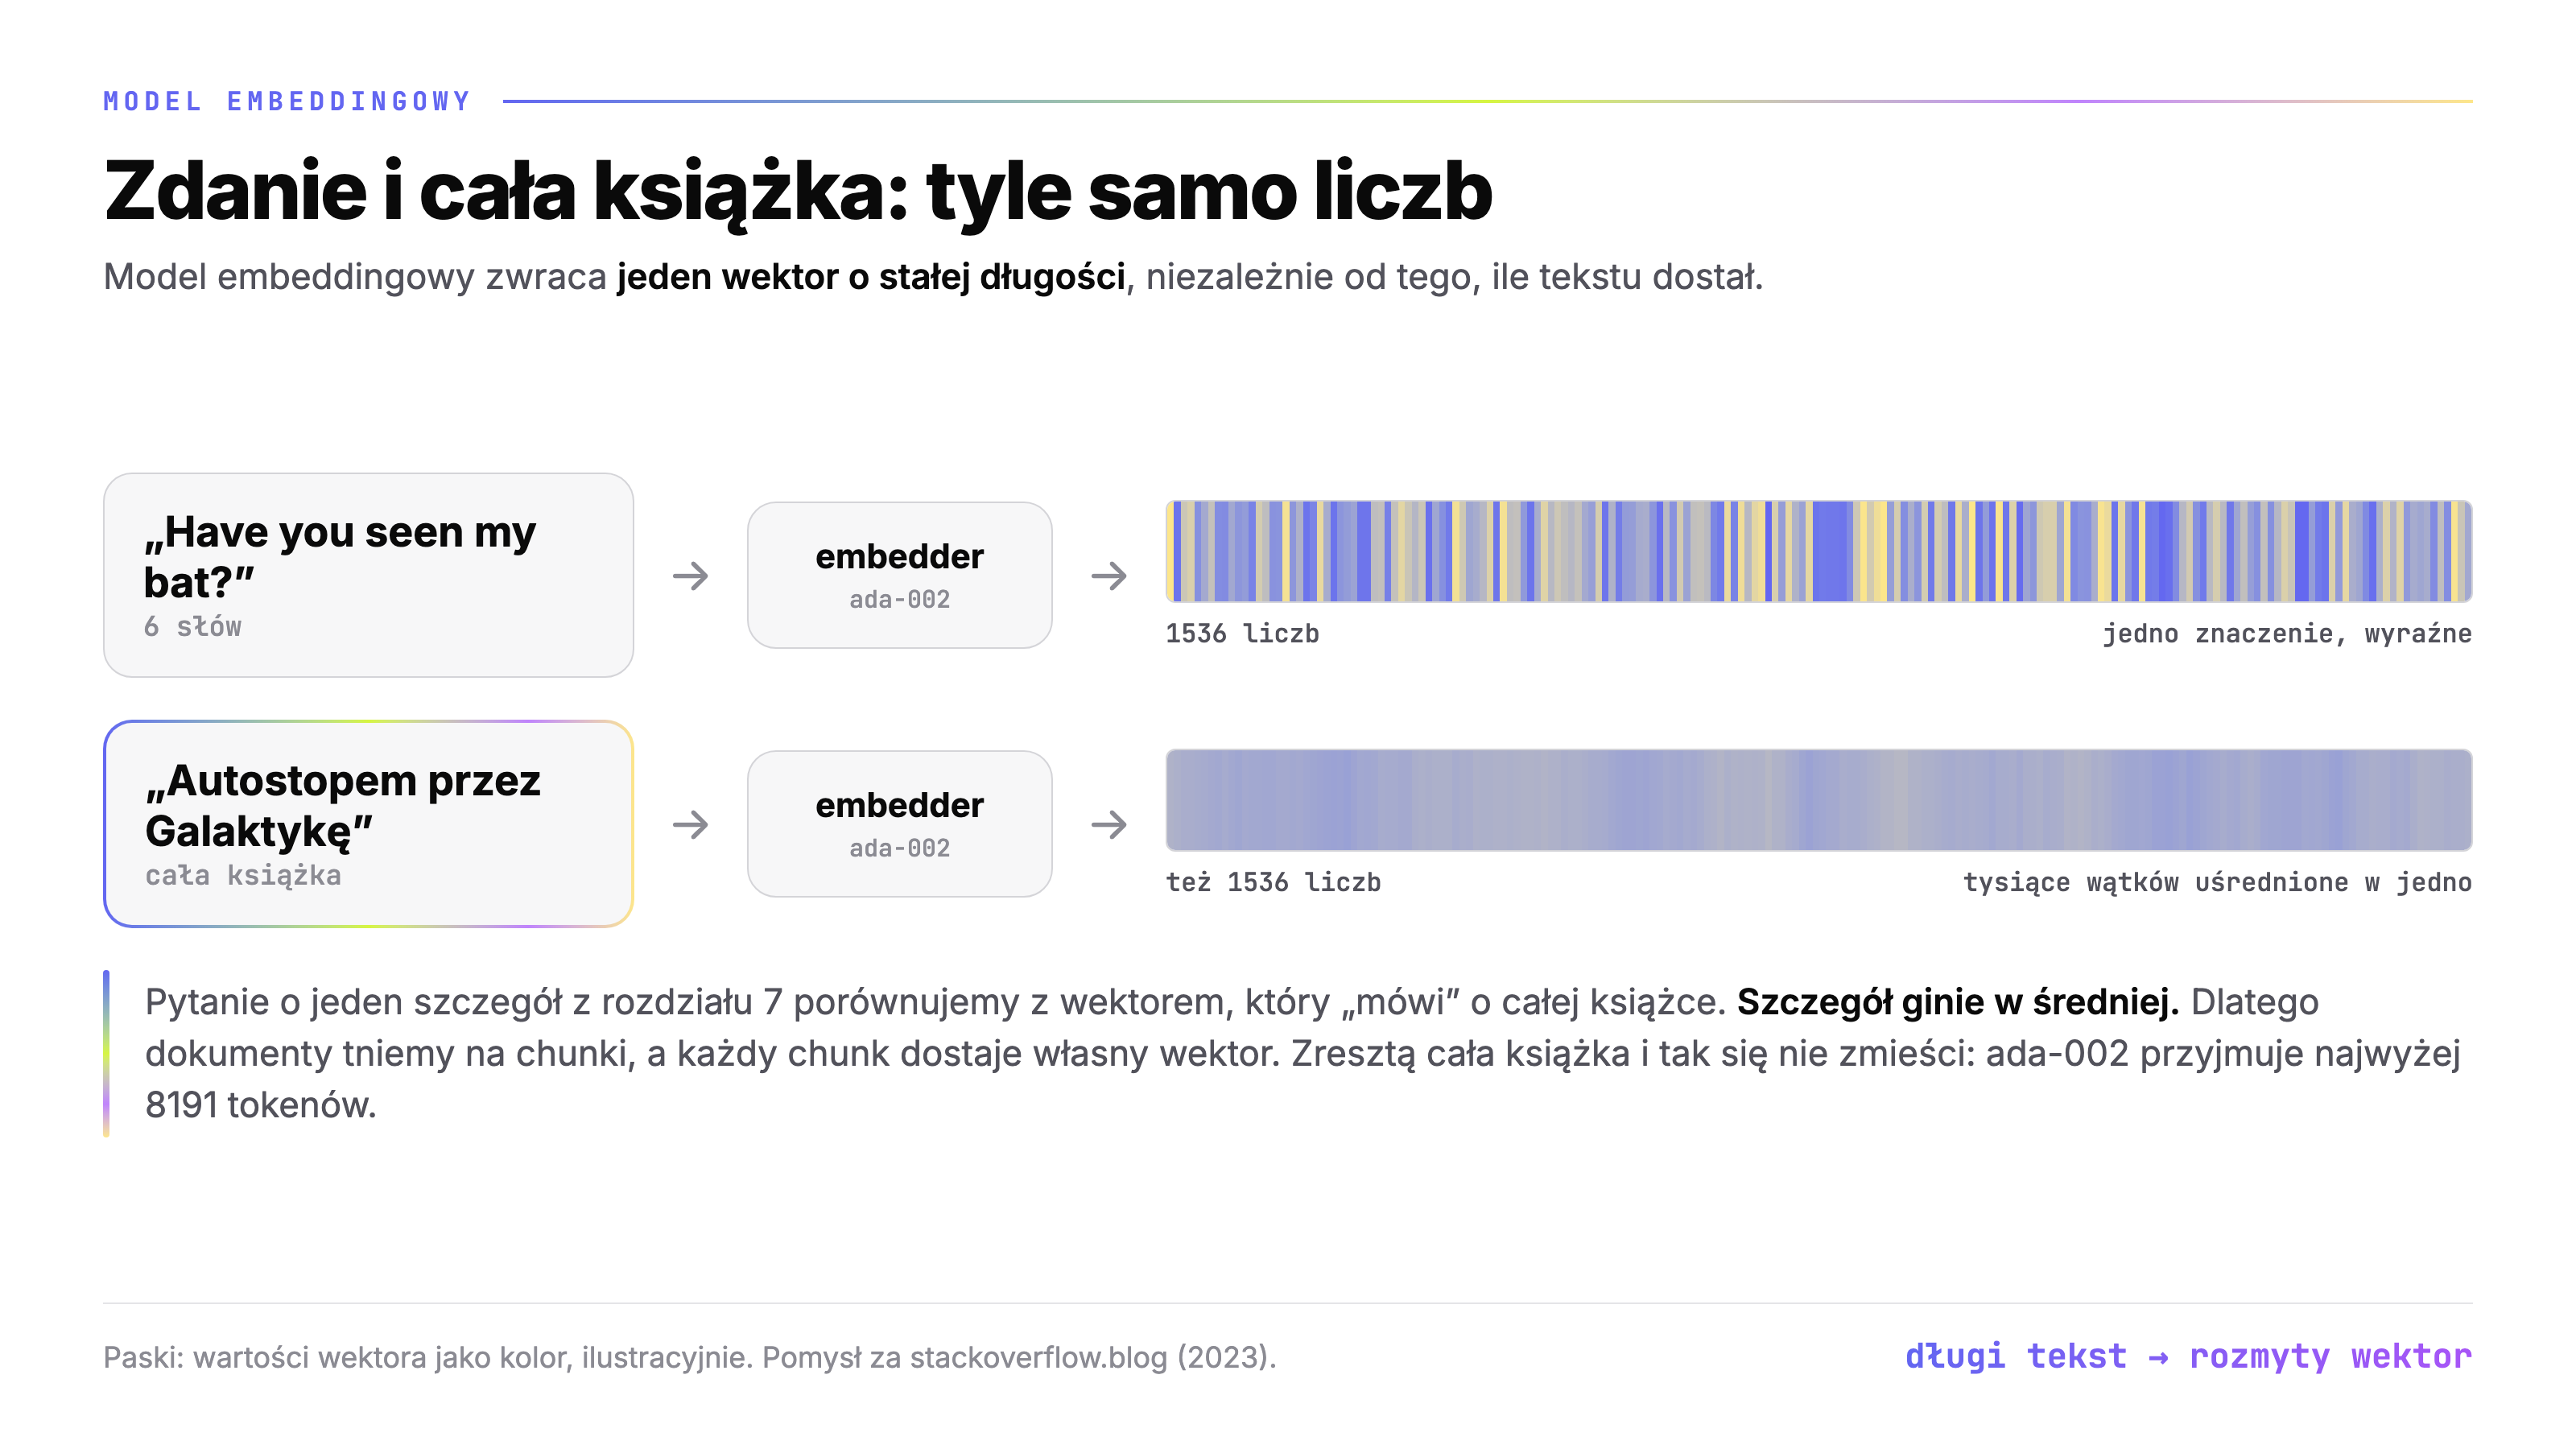 MODEL EMBEDDINGOWY
Zdanie i cała książka: tyle samo liczb
Model embeddingowy zwraca jeden wektor o stałej długości, niezależnie od tego, ile tekstu dostał.
„Have you seen my
bat?”
6 słów
→
embedder
ada-002
→
1536 liczb
jedno znaczenie, wyraźne
„Autostopem przez
Galaktykę”
cała książka
→
embedder
ada-002
→
też 1536 liczb
tysiące wątków uśrednione w jedno
Pytanie o jeden szczegół z rozdziału 7 porównujemy z wektorem, który „mówi” o całej książce. Szczegół ginie w średniej. Dlatego
dokumenty tniemy na chunki, a każdy chunk dostaje własny wektor. Zresztą cała książka i tak się nie zmieści: ada-002 przyjmuje najwyżej
8191 tokenów.
Paski: wartości wektora jako kolor, ilustracyjnie. Pomysł za stackoverflow.blog (2023).
długi tekst → rozmyty wektor